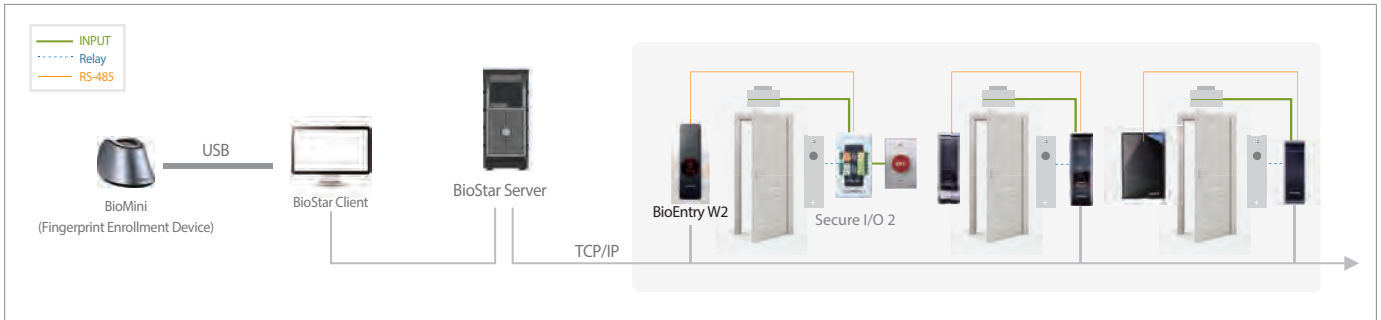 INPUT
Relay
RS-485
USB
BioMini
(Fingerprint Enrollment Device)
BioStar Client
BioStar Server
TCP/IP
BioEntry W2
Secure I/O 2